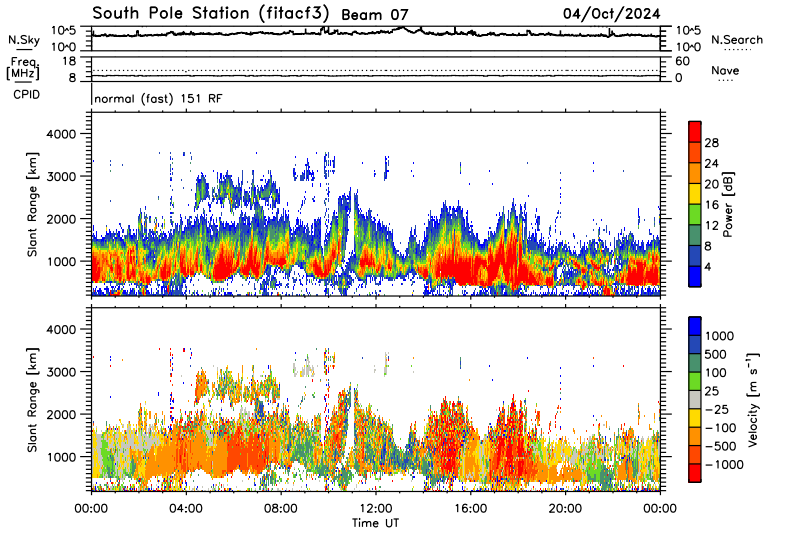 South Pole Station (fitacf3) Beam 07 04/Oct/2024
N.Sky 10^5 10^0 10^5 10^0 N.Search
Freq. [MHz] 18 8 60 0 Nave
CPID normal (fast) 151 RF
Slant Range [km] 4000 3000 2000 1000
28 24 20 16 12 8 4 Power [dB]
Slant Range [km] 4000 3000 2000 1000
1000 500 100 25 −25 −100 −500 −1000 Velocity [m s⁻¹]
00:00 04:00 08:00 12:00 16:00 20:00 00:00
Time UT